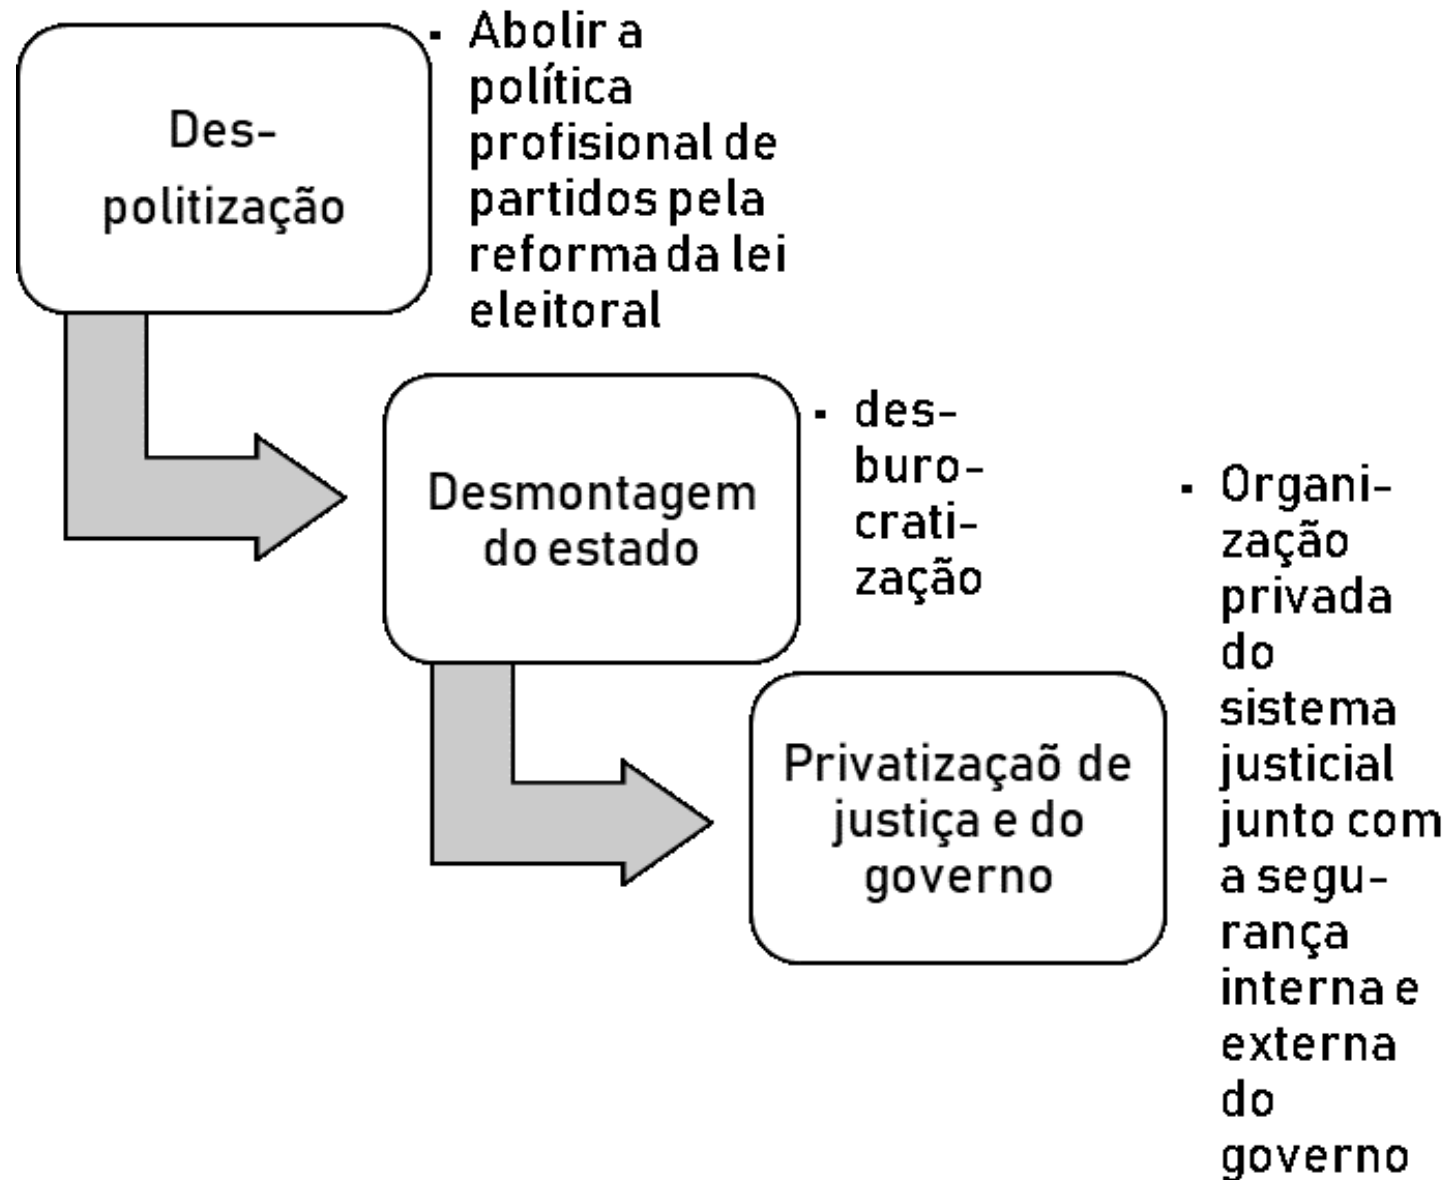 Des-
politização
▪ Abolir a
política
profisional de
partidos pela
reforma da lei
eleitoral
Desmontagem
do estado
▪ des-
buro-
crati-
zação
Privatizaçaõ de
justiça e do
governo
▪ Organi-
zação
privada
do
sistema
justicial
junto com
a segu-
rança
interna e
externa
do
governo